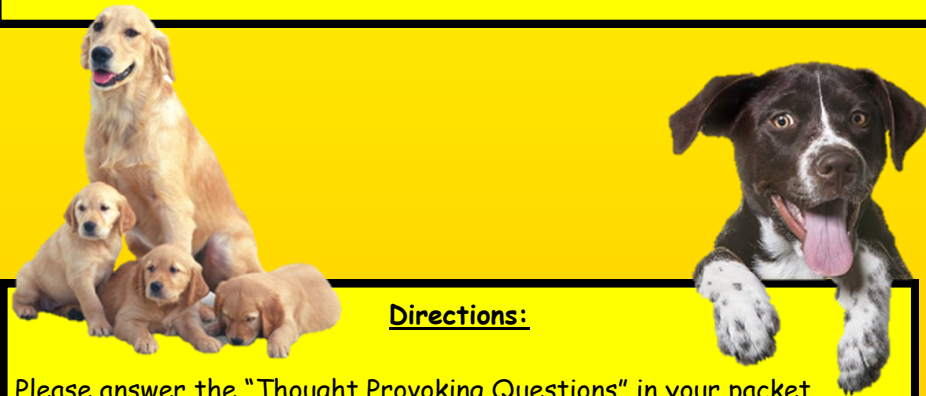 Directions:
Please answer the “Thought Provoking Questions” in your packet